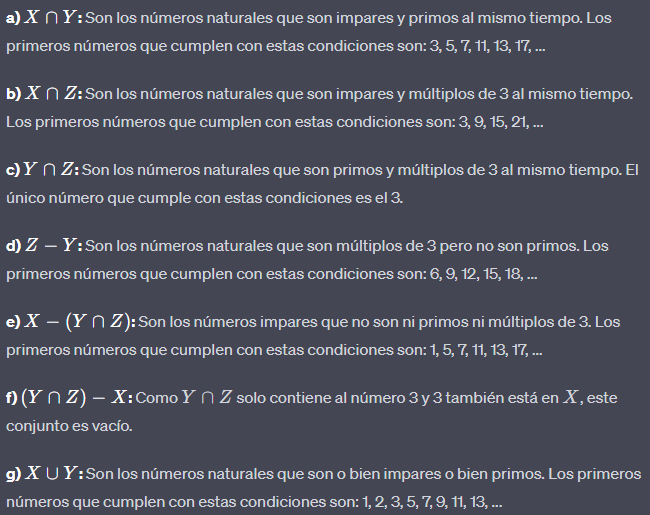 a) X ∩ Y: Son los números naturales que son impares y primos al mismo tiempo. Los
primeros números que cumplen con estas condiciones son: 3, 5, 7, 11, 13, 17, ...
b) X ∩ Z: Son los números naturales que son impares y múltiplos de 3 al mismo tiempo.
Los primeros números que cumplen con estas condiciones son: 3, 9, 15, 21, ...
c) Y ∩ Z: Son los números naturales que son primos y múltiplos de 3 al mismo tiempo. El
único número que cumple con estas condiciones es el 3.
d) Z − Y: Son los números naturales que son múltiplos de 3 pero no son primos. Los
primeros números que cumplen con estas condiciones son: 6, 9, 12, 15, 18, ...
e) X − (Y ∩ Z): Son los números impares que no son ni primos ni múltiplos de 3. Los
primeros números que cumplen con estas condiciones son: 1, 5, 7, 11, 13, 17, ...
f) (Y ∩ Z) − X: Como Y ∩ Z solo contiene al número 3 y 3 también está en X, este
conjunto es vacío.
g) X ∪ Y: Son los números naturales que son o bien impares o bien primos. Los primeros
números que cumplen con estas condiciones son: 1, 2, 3, 5, 7, 9, 11, 13, ...